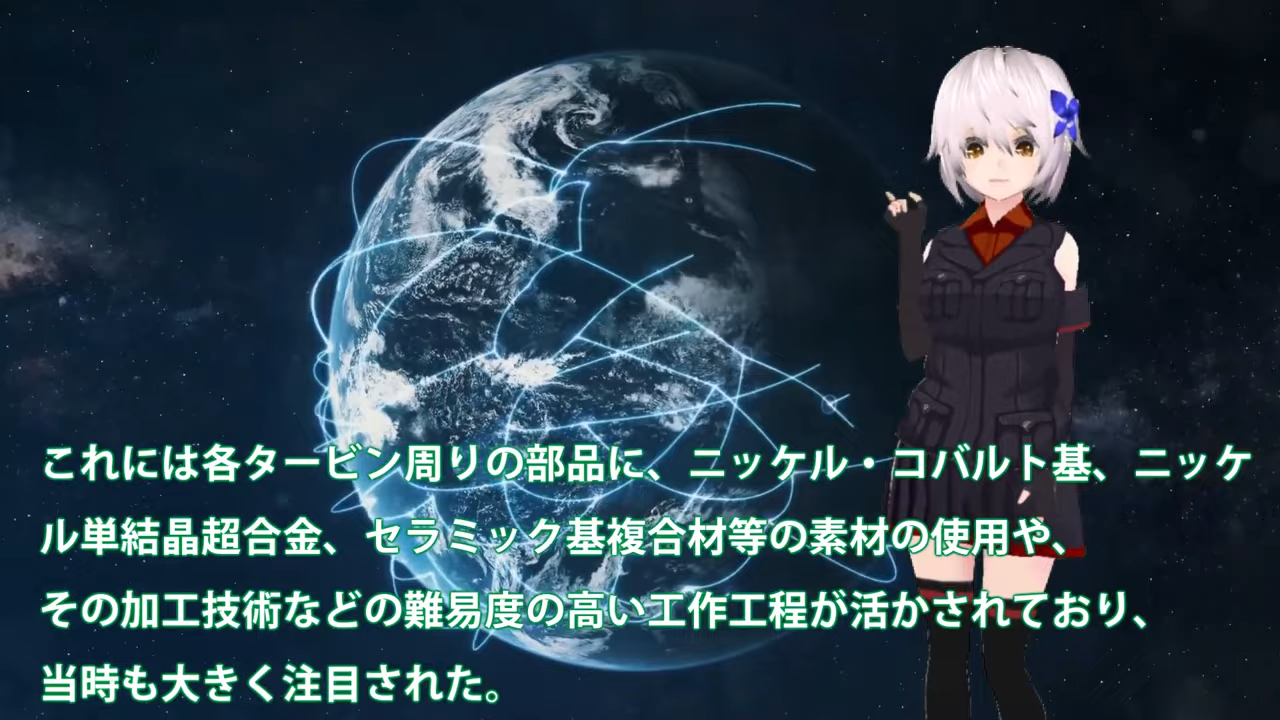 これには各タービン周りの部品に、ニッケル・コバルト基、ニッケ
ル単結晶超合金、セラミック基複合材等の素材の使用や、
その加工技術などの難易度の高い工作工程が活かされており、
当時も大きく注目された。